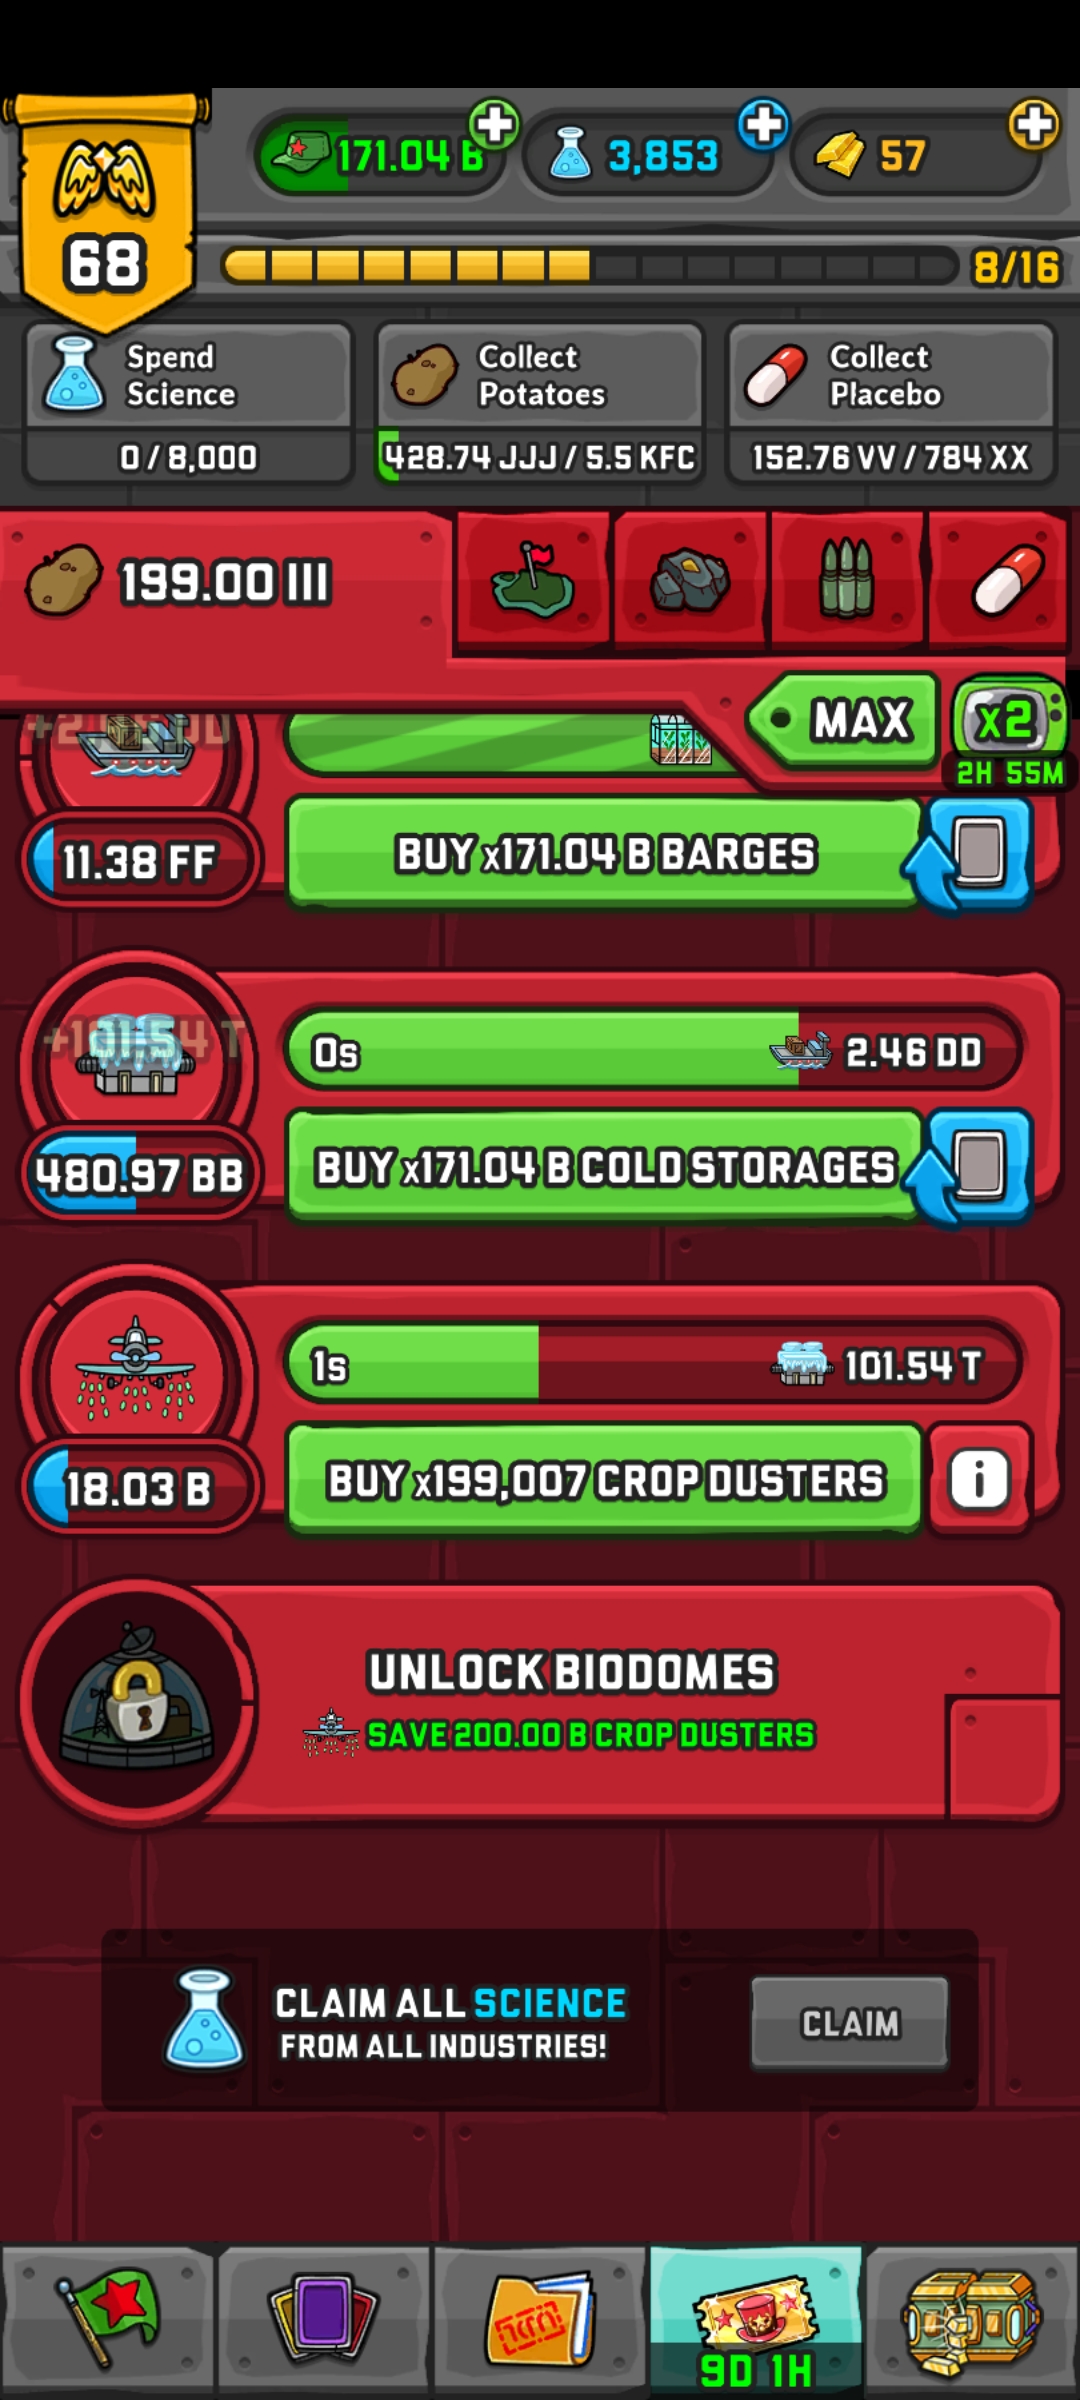 171.04 B
3,853
57
68
8/16
Spend
Science
0 / 8,000
Collect
Potatoes
428.74 JJJ / 5.5 KFC
Collect
Placebo
152.76 VV / 784 XX
199.00 III
MAX
x2
2H 55M
11.38 FF
BUY x171.04 B BARGES
+101.54 T
0s
2.46 DD
480.97 BB
BUY x171.04 B COLD STORAGES
1s
101.54 T
18.03 B
BUY x199,007 CROP DUSTERS
i
UNLOCK BIODOMES
SAVE 200.00 B CROP DUSTERS
CLAIM ALL SCIENCE
FROM ALL INDUSTRIES!
CLAIM
9D 1H